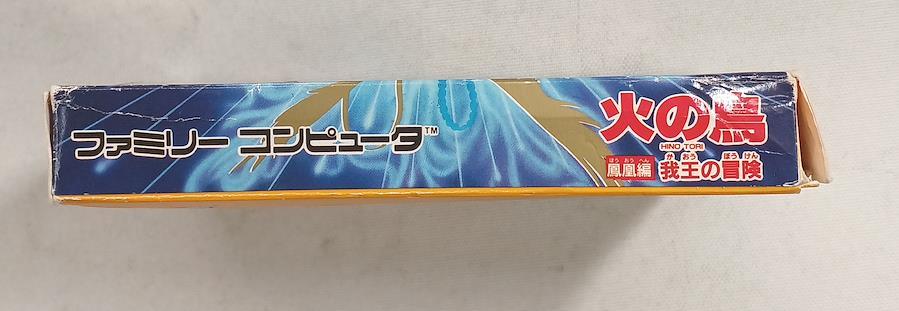 ファミリー コンピュータ™
火の鳥
HINO TORI
ほう おう へん が おう ぼう けん
鳳凰編 我王の冒険